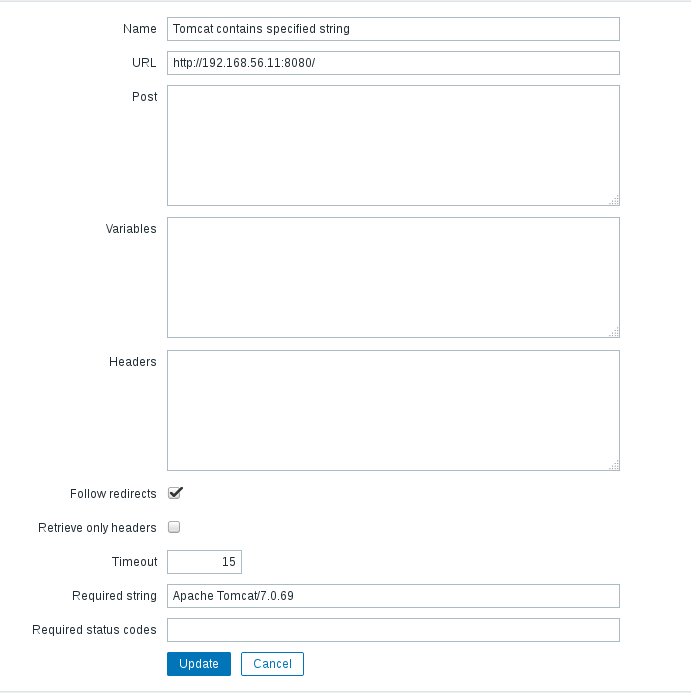 Name Tomcat contains specified string
URL http://192.168.56.11:8080/
Post
Variables
Headers
Follow redirects
Retrieve only headers
Timeout 15
Required string Apache Tomcat/7.0.69
Required status codes
Update Cancel